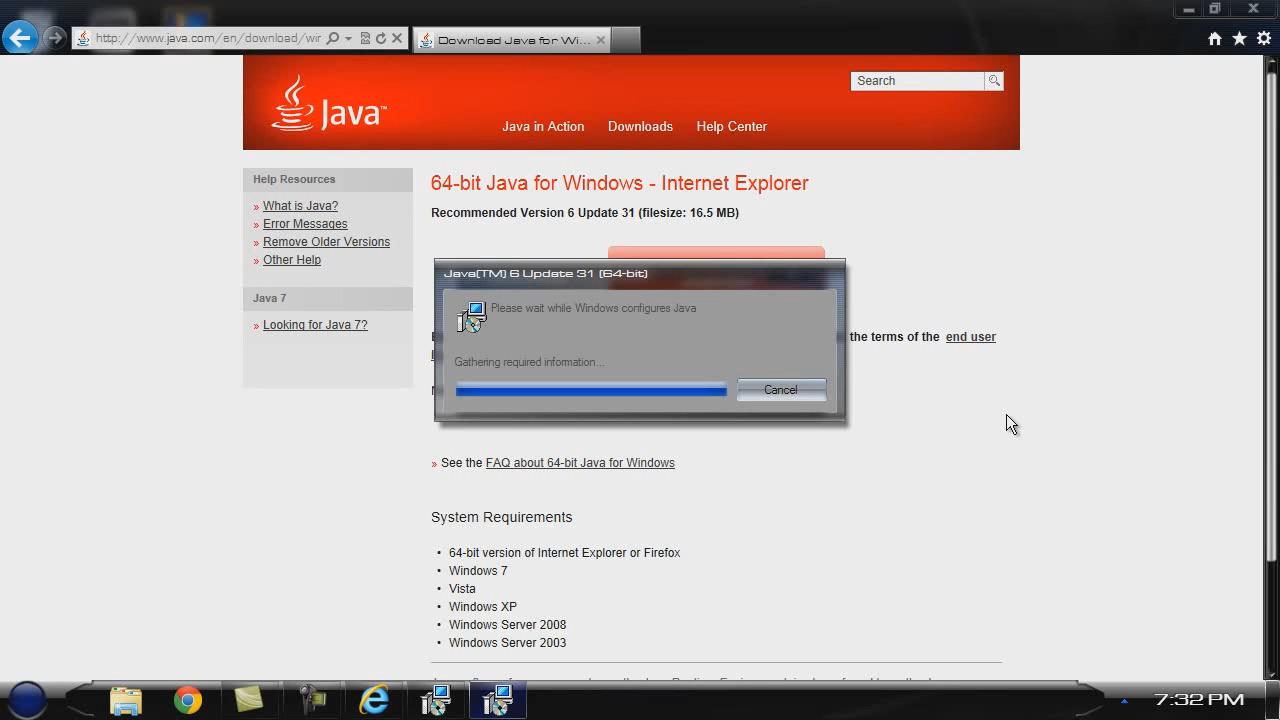 http://www.java.com/en/download/wir
Download Java for Wi...
Java™
Search
Java in Action Downloads Help Center
Help Resources
» What is Java?
» Error Messages
» Remove Older Versions
» Other Help
Java 7
» Looking for Java 7?
64-bit Java for Windows - Internet Explorer
Recommended Version 6 Update 31 (filesize: 16.5 MB)
Java(TM) 6 Update 31 (64-bit)
Please wait while Windows configures Java
Gathering required information...
Cancel
the terms of the end user
» See the FAQ about 64-bit Java for Windows
System Requirements
• 64-bit version of Internet Explorer or Firefox
• Windows 7
• Vista
• Windows XP
• Windows Server 2008
• Windows Server 2003
7:32 PM